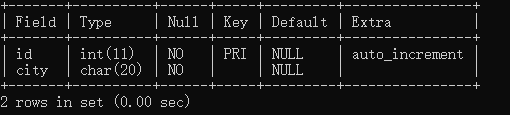 +-------+----------+------+-----+---------+----------------+
| Field | Type     | Null | Key | Default | Extra          |
+-------+----------+------+-----+---------+----------------+
| id    | int(11)  | NO   | PRI | NULL    | auto_increment |
| city  | char(20) | NO   |     | NULL    |                |
+-------+----------+------+-----+---------+----------------+
2 rows in set (0.00 sec)